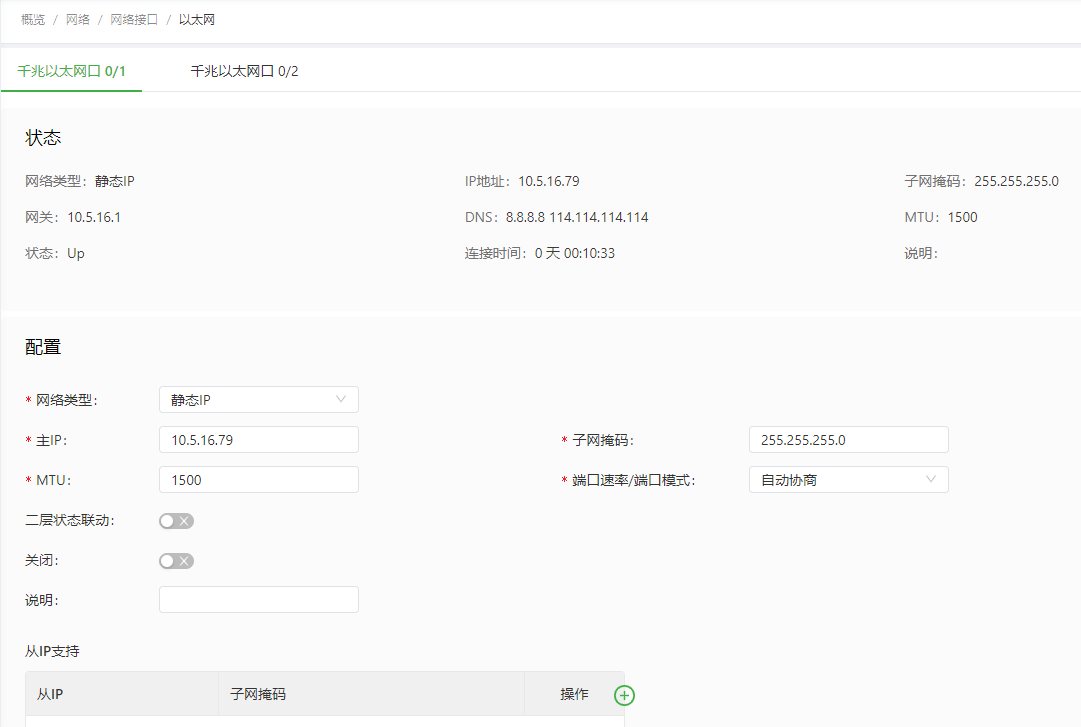 概览 / 网络 / 网络接口 / 以太网
千兆以太网口 0/1 千兆以太网口 0/2
状态
网络类型: 静态IP IP地址: 10.5.16.79 子网掩码: 255.255.255.0
网关: 10.5.16.1 DNS: 8.8.8.8 114.114.114.114 MTU: 1500
状态: Up 连接时间: 0 天 00:10:33 说明:
配置
* 网络类型: 静态IP
* 主IP: 10.5.16.79 * 子网掩码: 255.255.255.0
* MTU: 1500 * 端口速率/端口模式: 自动协商
二层状态联动:
关闭:
说明:
从IP支持
从IP 子网掩码 操作